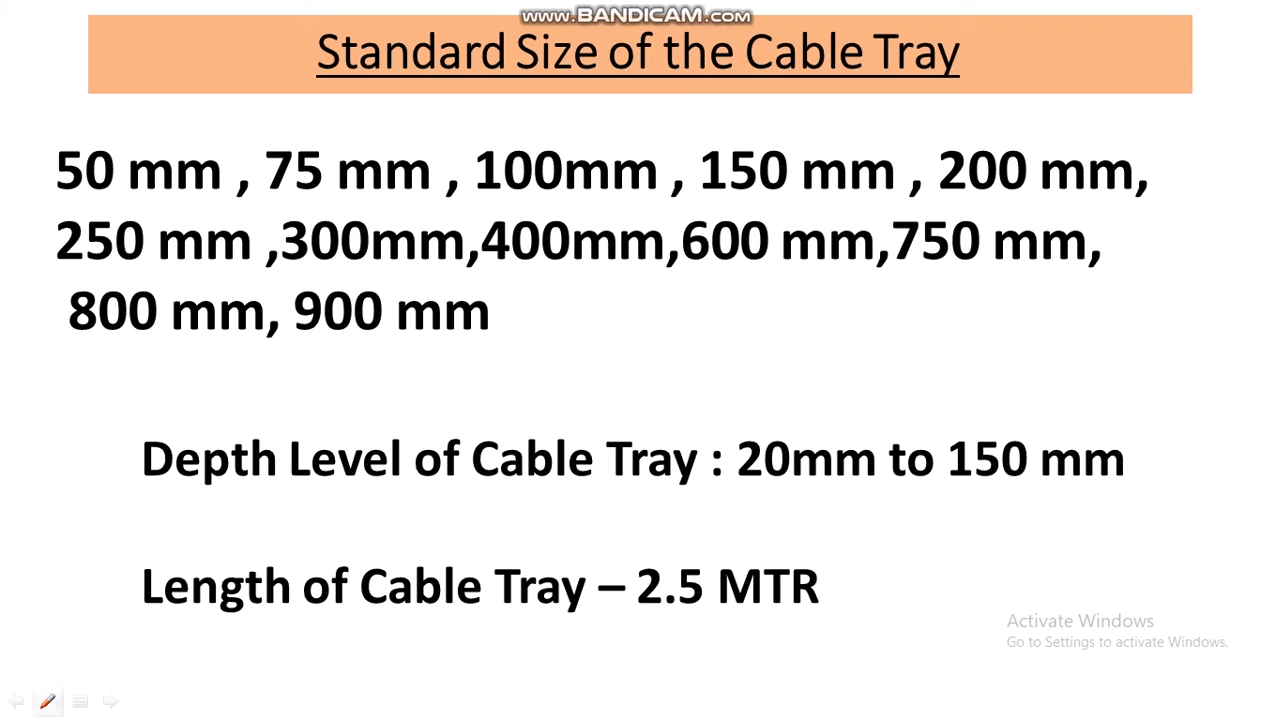 www.BANDICAM.com
Standard Size of the Cable Tray
50 mm , 75 mm , 100mm , 150 mm , 200 mm,
250 mm ,300mm,400mm,600 mm,750 mm,
800 mm, 900 mm
Depth Level of Cable Tray : 20mm to 150 mm
Length of Cable Tray – 2.5 MTR
Activate Windows
Go to Settings to activate Windows.